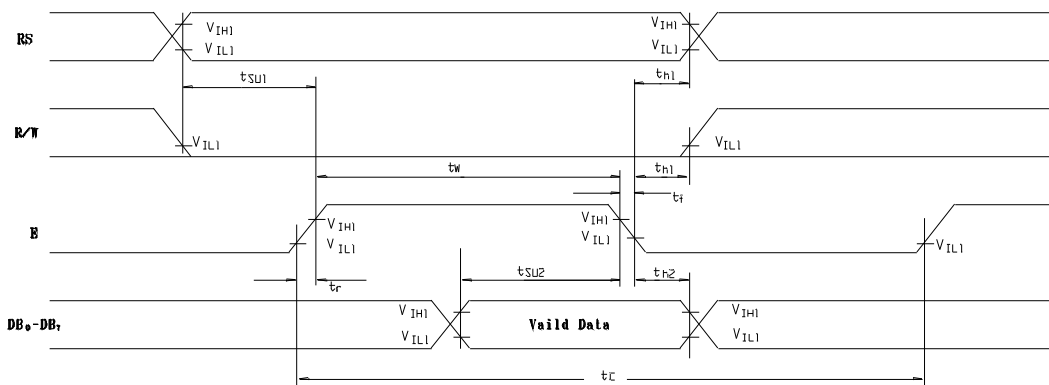 RS
V_IH1
V_IL1
V_IH1
V_IL1
t_SU1
t_h1
R/W
V_IL1
V_IL1
t_W
t_h1
t_f
E
V_IH1
V_IL1
V_IH1
V_IL1
V_IL1
t_r
t_SU2
t_h2
DB₀-DB₇
V_IH1
V_IL1
Vaild Data
V_IH1
V_IL1
t_C